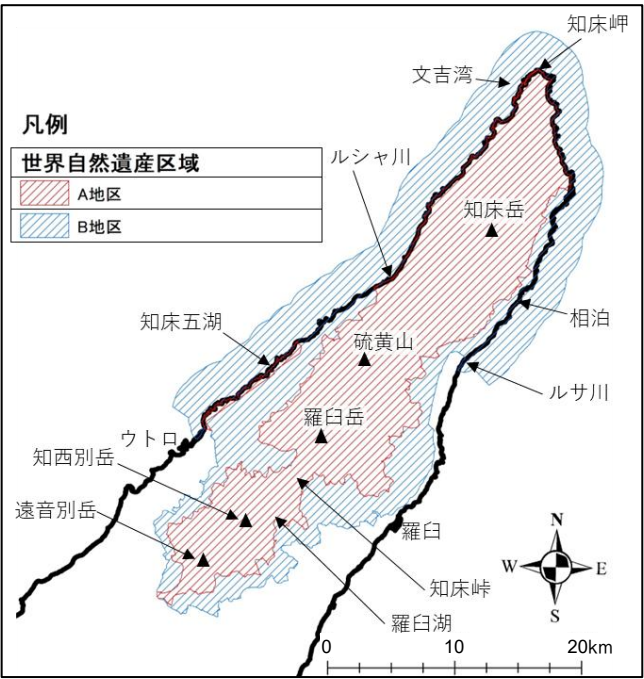 知床岬
文吉湾
凡例
世界自然遺産区域
A地区
B地区
ルシャ川
知床岳
知床五湖
相泊
硫黄山
ルサ川
羅臼岳
ウトロ
知西別岳
遠音別岳
羅臼
知床峠
羅臼湖
N
W
E
S
0 10 20km